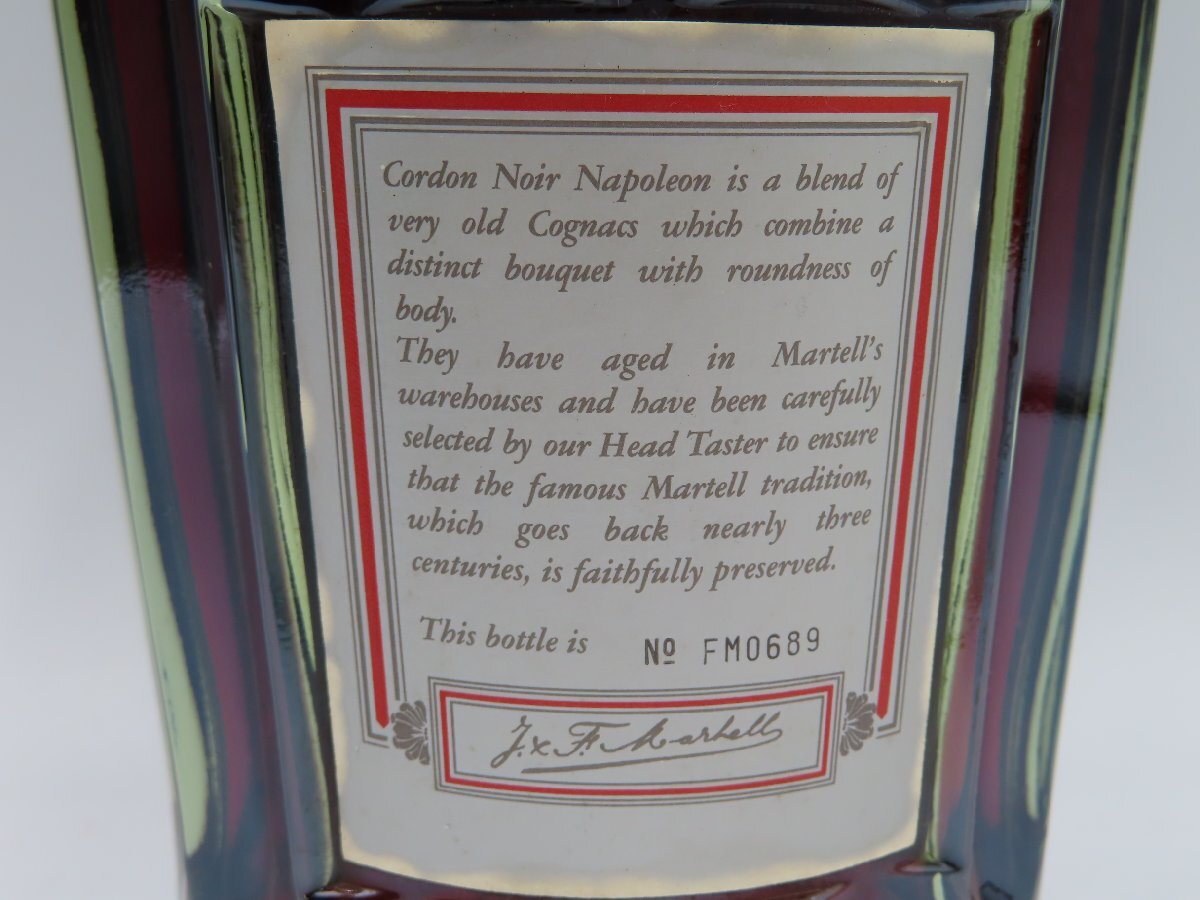 Cordon Noir Napoleon is a blend of
very old Cognacs which combine a
distinct bouquet with roundness of
body.
They have aged in Martell's
warehouses and have been carefully
selected by our Head Taster to ensure
that the famous Martell tradition,
which goes back nearly three
centuries, is faithfully preserved.
This bottle is Nº FM0689
J. & F. Martell